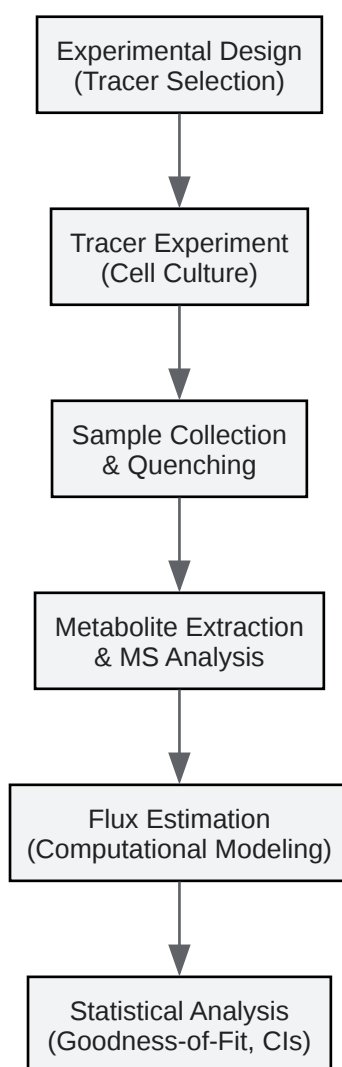 Experimental Design
(Tracer Selection)
Tracer Experiment
(Cell Culture)
Sample Collection
& Quenching
Metabolite Extraction
& MS Analysis
Flux Estimation
(Computational Modeling)
Statistical Analysis
(Goodness-of-Fit, CIs)